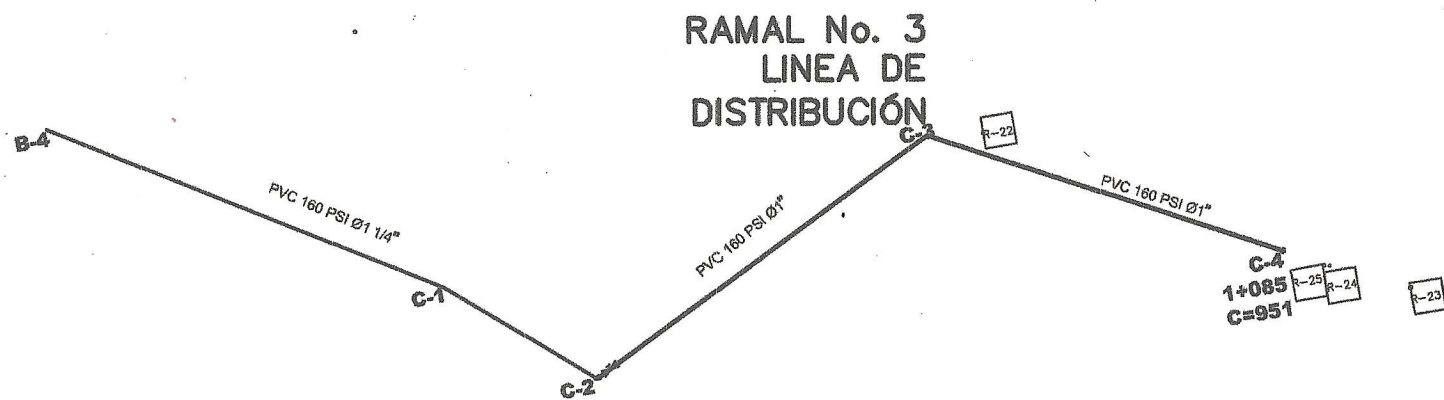 RAMAL No. 3
LINEA DE
DISTRIBUCIÓN
B-4
PVC 160 PSI Ø1 1/4"
C-1
C-2
PVC 160 PSI Ø1"
C-3
R-22
PVC 160 PSI Ø1"
C-4
1+085
C=951
R-25
R-24
R-23